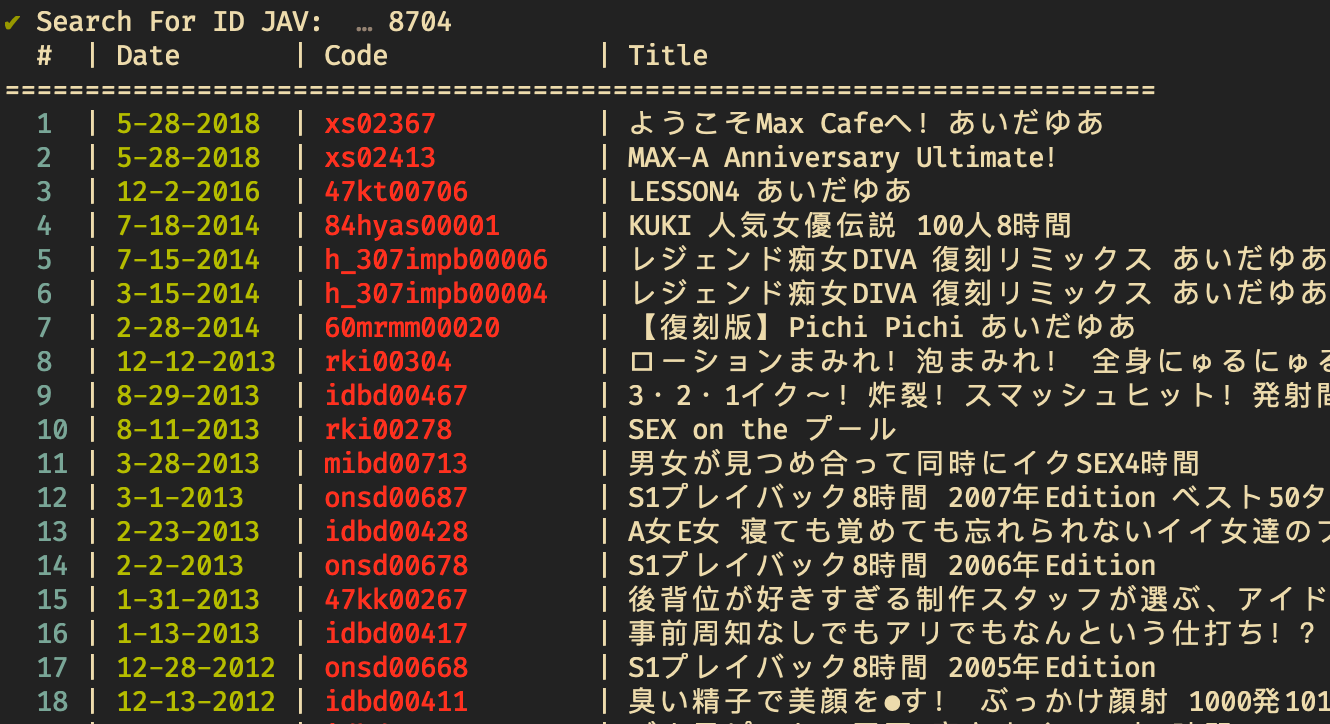 ✔ Search For ID JAV:  … 8704
# | Date | Code | Title
========================================================================
1 | 5-28-2018 | xs02367 | ようこそMax Cafeへ! あいだゆあ
2 | 5-28-2018 | xs02413 | MAX-A Anniversary Ultimate!
3 | 12-2-2016 | 47kt00706 | LESSON4 あいだゆあ
4 | 7-18-2014 | 84hyas00001 | KUKI 人気女優伝説 100人8時間
5 | 7-15-2014 | h_307impb00006 | レジェンド痴女DIVA 復刻リミックス あいだゆあ
6 | 3-15-2014 | h_307impb00004 | レジェンド痴女DIVA 復刻リミックス あいだゆあ
7 | 2-28-2014 | 60mrmm00020 | 【復刻版】Pichi Pichi あいだゆあ
8 | 12-12-2013 | rki00304 | ローションまみれ! 泡まみれ! 全身にゅるにゅる
9 | 8-29-2013 | idbd00467 | 3・2・1イク~! 炸裂! スマッシュヒット! 発射間
10 | 8-11-2013 | rki00278 | SEX on the プール
11 | 3-28-2013 | mibd00713 | 男女が見つめ合って同時にイクSEX4時間
12 | 3-1-2013 | onsd00687 | S1プレイバック8時間 2007年Edition ベスト50タ
13 | 2-23-2013 | idbd00428 | A女E女 寝ても覚めても忘れられないイイ女達のフ
14 | 2-2-2013 | onsd00678 | S1プレイバック8時間 2006年Edition
15 | 1-31-2013 | 47kk00267 | 後背位が好きすぎる制作スタッフが選ぶ、アイド
16 | 1-13-2013 | idbd00417 | 事前周知なしでもアリでもなんという仕打ち!?
17 | 12-28-2012 | onsd00668 | S1プレイバック8時間 2005年Edition
18 | 12-13-2012 | idbd00411 | 臭い精子で美顔を●す! ぶっかけ顔射 1000発101